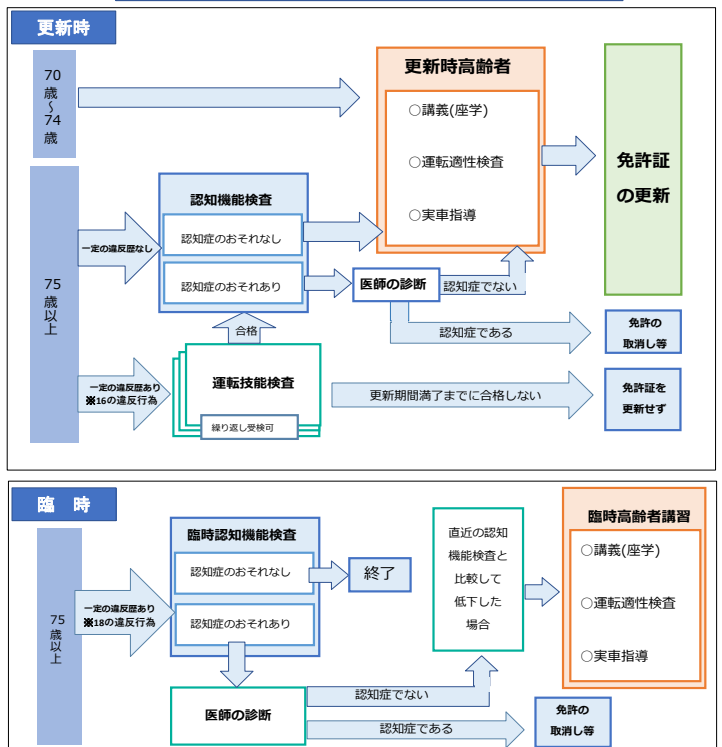 更新時
70
歳
～
74
歳
更新時高齢者
○講義(座学)
○運転適性検査
○実車指導
免許証
の更新
75
歳
以
上
一定の違反歴なし
認知機能検査
認知症のおそれなし
認知症のおそれあり
医師の診断
認知症でない
認知症である
免許の
取消し等
合格
一定の違反歴あり
※16の違反行為
運転技能検査
繰り返し受検可
更新期間満了までに合格しない
免許証を
更新せず
臨 時
75
歳
以
上
一定の違反歴あり
※18の違反行為
臨時認知機能検査
認知症のおそれなし
認知症のおそれあり
終了
直近の認知
機能検査と
比較して
低下した
場合
臨時高齢者講習
○講義(座学)
○運転適性検査
○実車指導
医師の診断
認知症でない
認知症である
免許の
取消し等